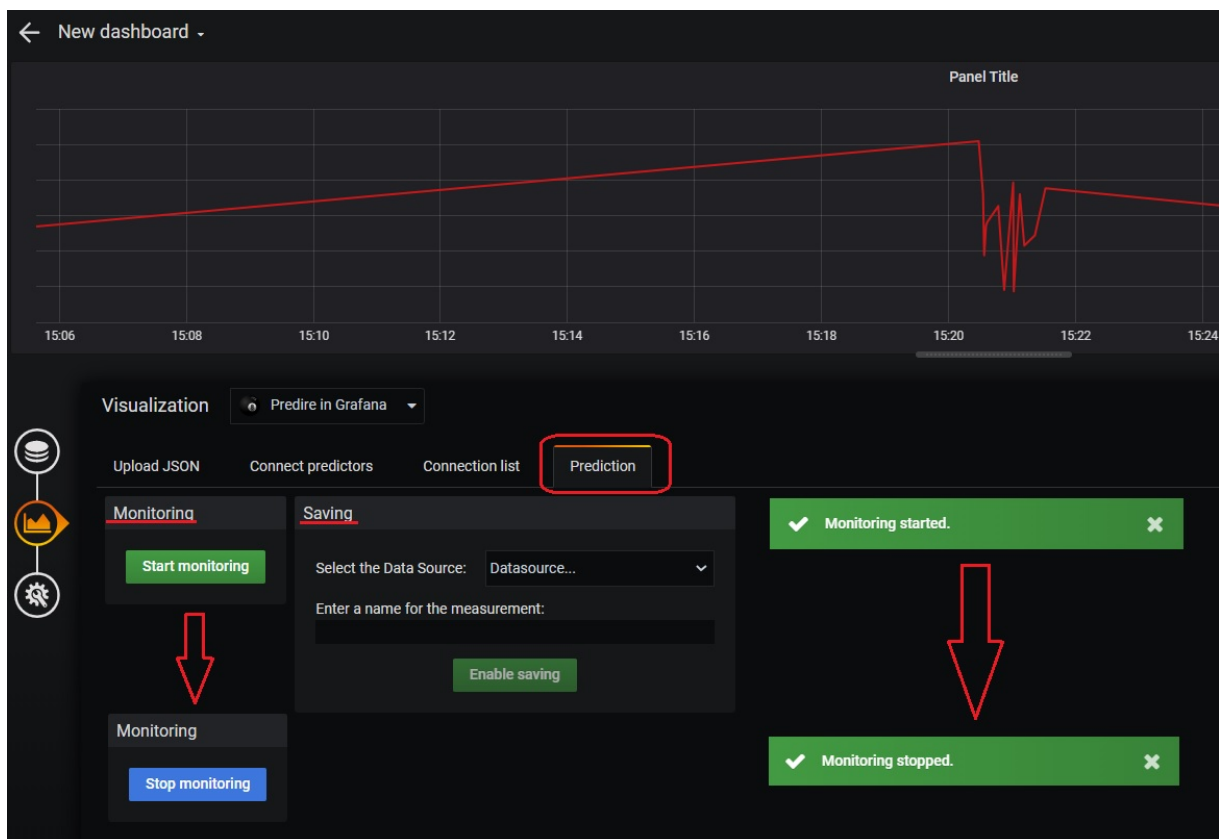 New dashboard
Panel Title
15:06 15:08 15:10 15:12 15:14 15:16 15:18 15:20 15:22 15:24
Visualization Predire in Grafana
Upload JSON Connect predictors Connection list Prediction
Monitoring Saving
Monitoring started.
Start monitoring Select the Data Source: Datasource...
Enter a name for the measurement:
Enable saving
Monitoring
Monitoring stopped.
Stop monitoring